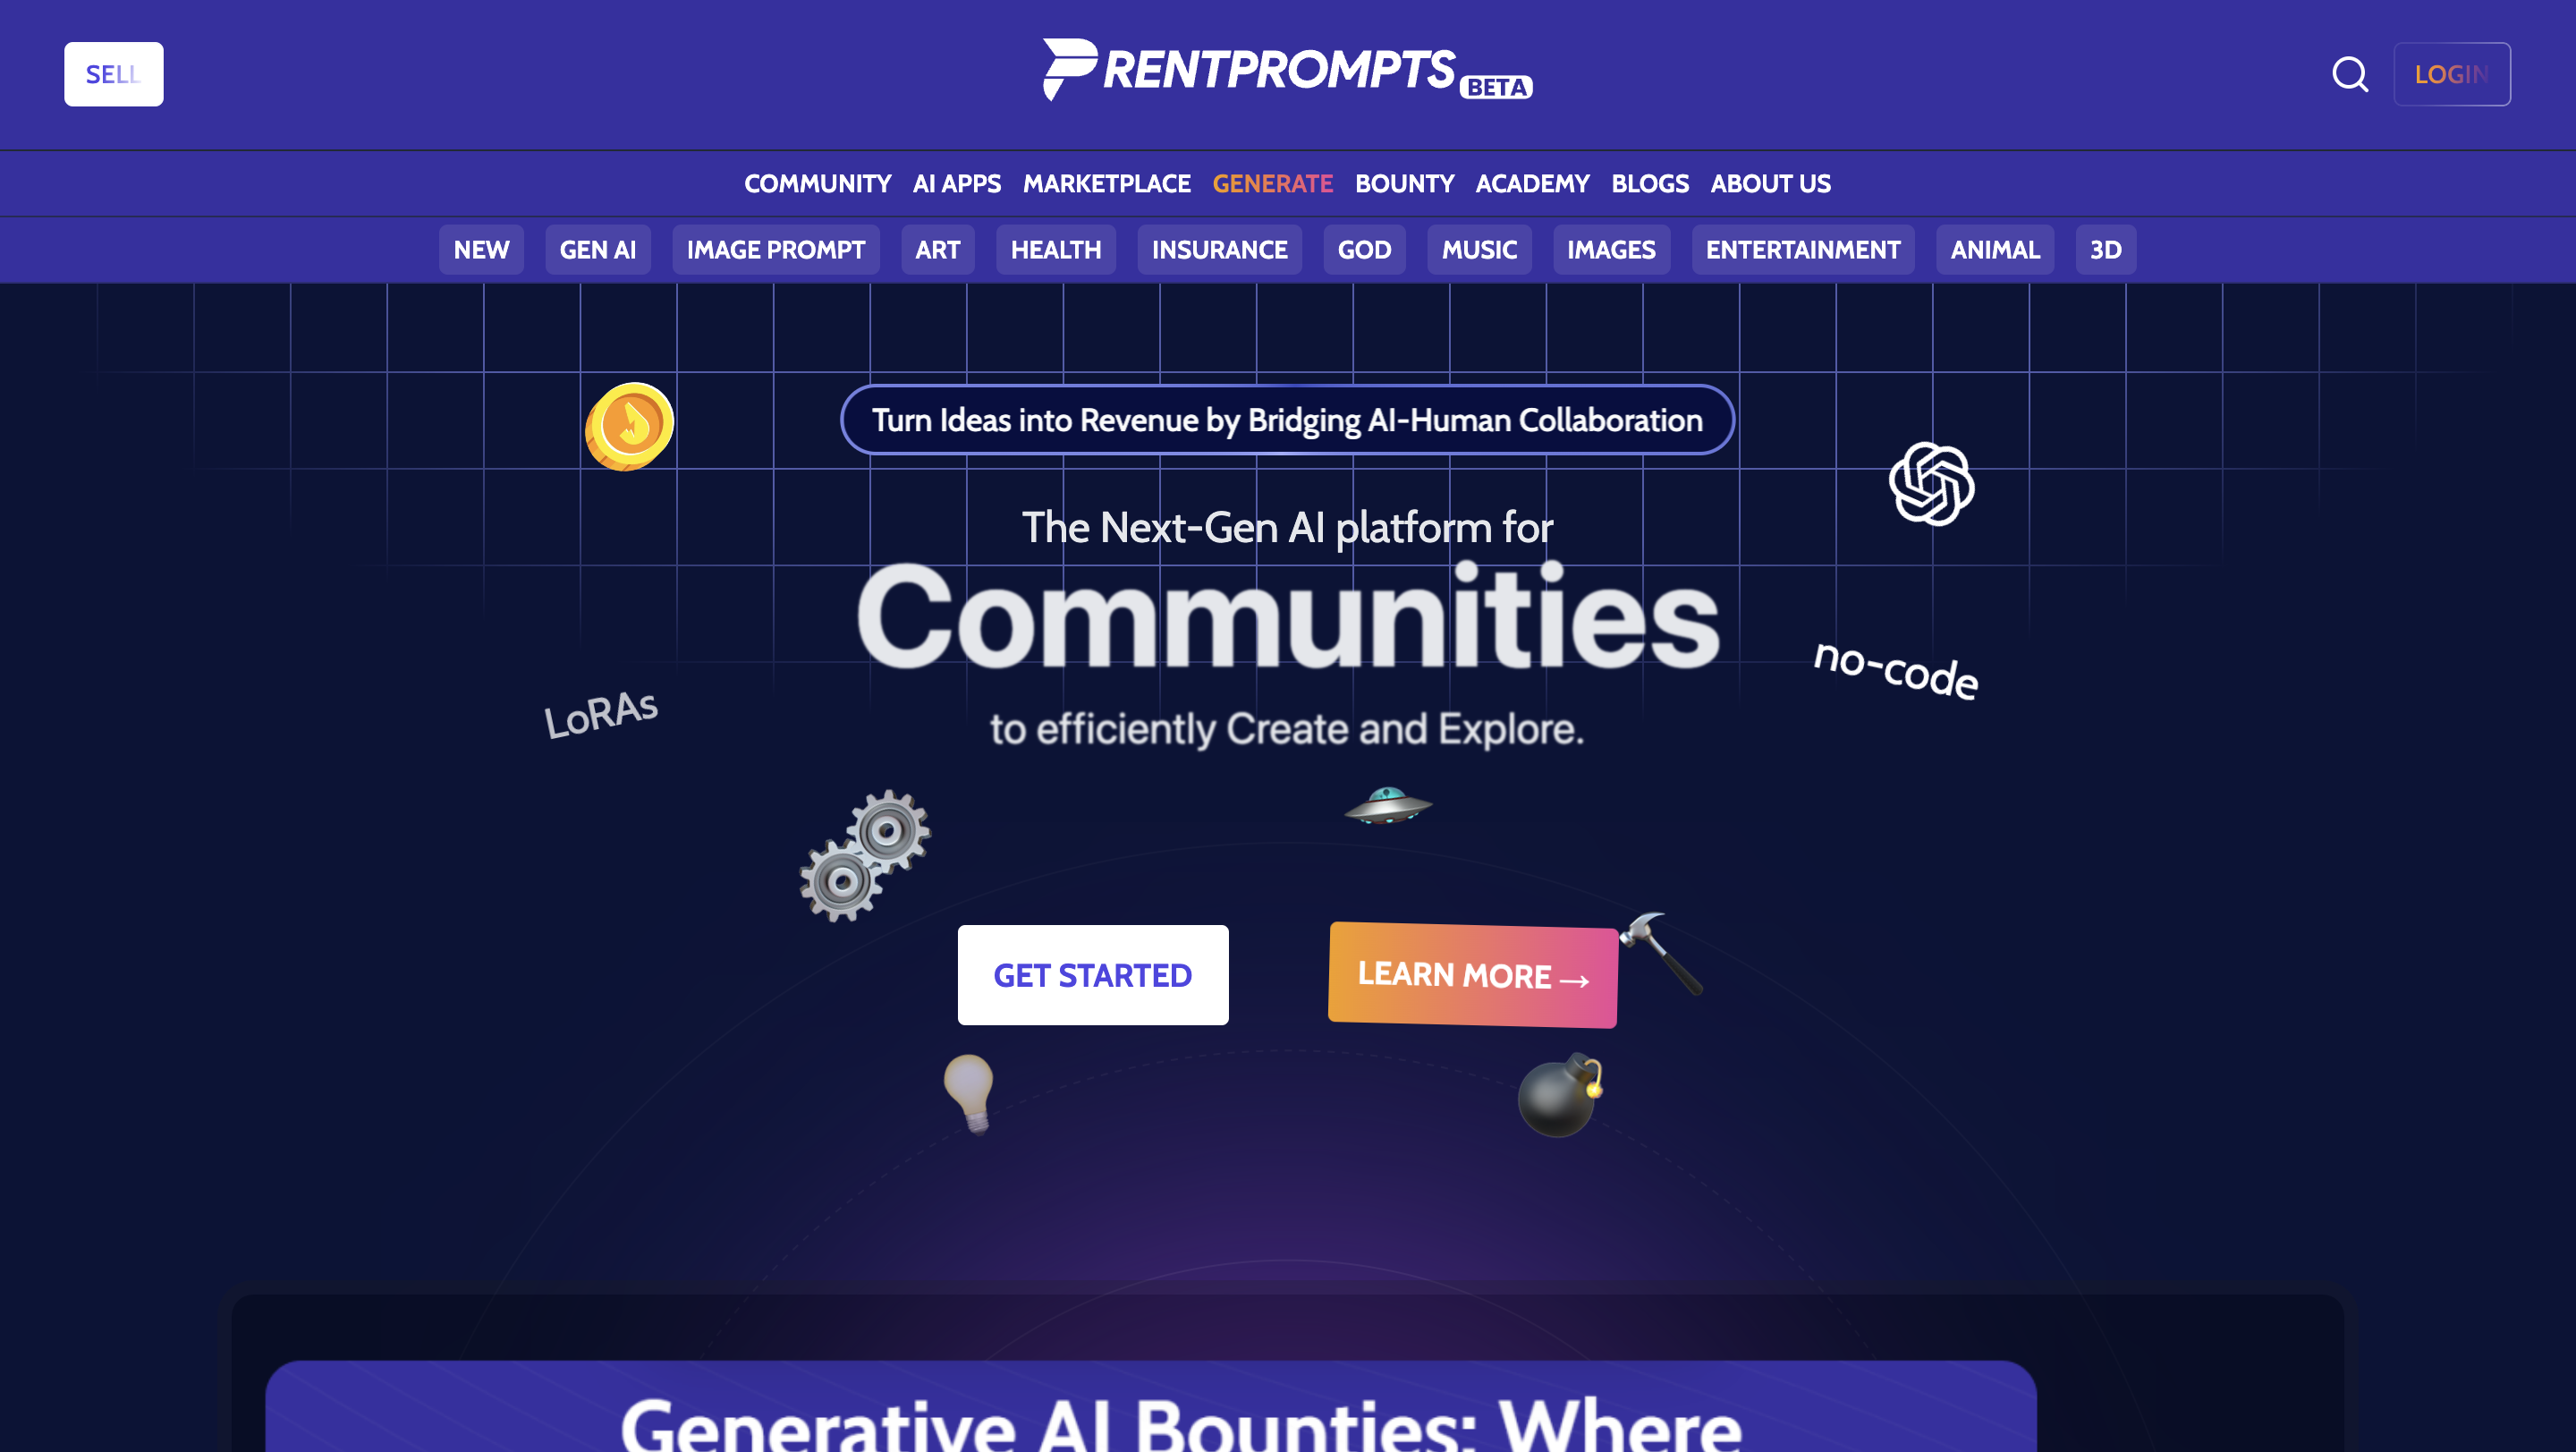 SELL
RENTPROMPTS BETA
LOGIN
COMMUNITY AI APPS MARKETPLACE GENERATE BOUNTY ACADEMY BLOGS ABOUT US
NEW GEN AI IMAGE PROMPT ART HEALTH INSURANCE GOD MUSIC IMAGES ENTERTAINMENT ANIMAL 3D
Turn Ideas into Revenue by Bridging AI-Human Collaboration
The Next-Gen AI platform for
Communities
no-code
LoRAs
to efficiently Create and Explore.
GET STARTED
LEARN MORE →
Generative AI Bounties: Where